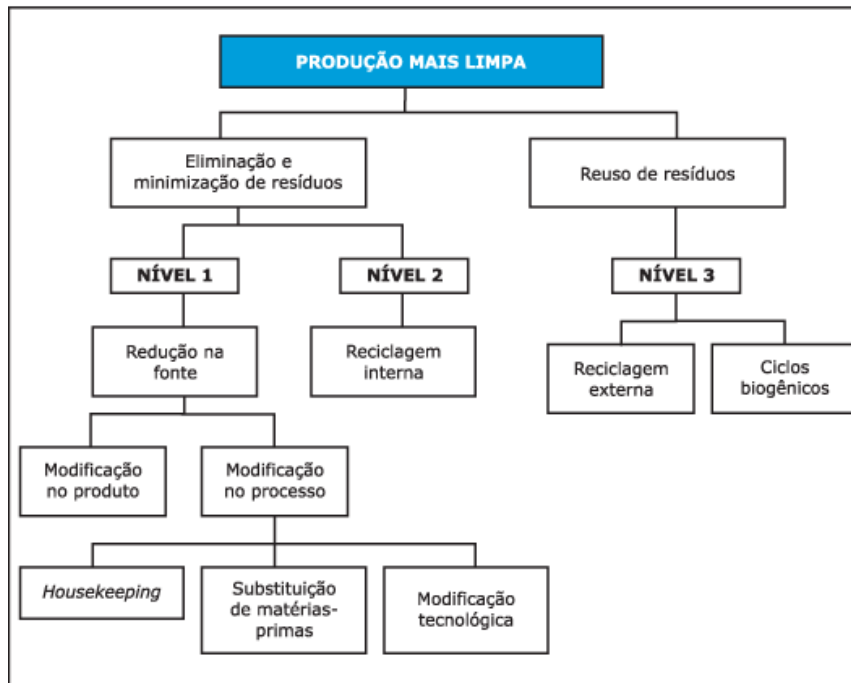 PRODUÇÃO MAIS LIMPA
Eliminação e
minimização de resíduos
Reuso de resíduos
NÍVEL 1
NÍVEL 2
NÍVEL 3
Redução na
fonte
Reciclagem
interna
Reciclagem
externa
Ciclos
biogênicos
Modificação
no produto
Modificação
no processo
Housekeeping
Substituição
de matérias-
primas
Modificação
tecnológica